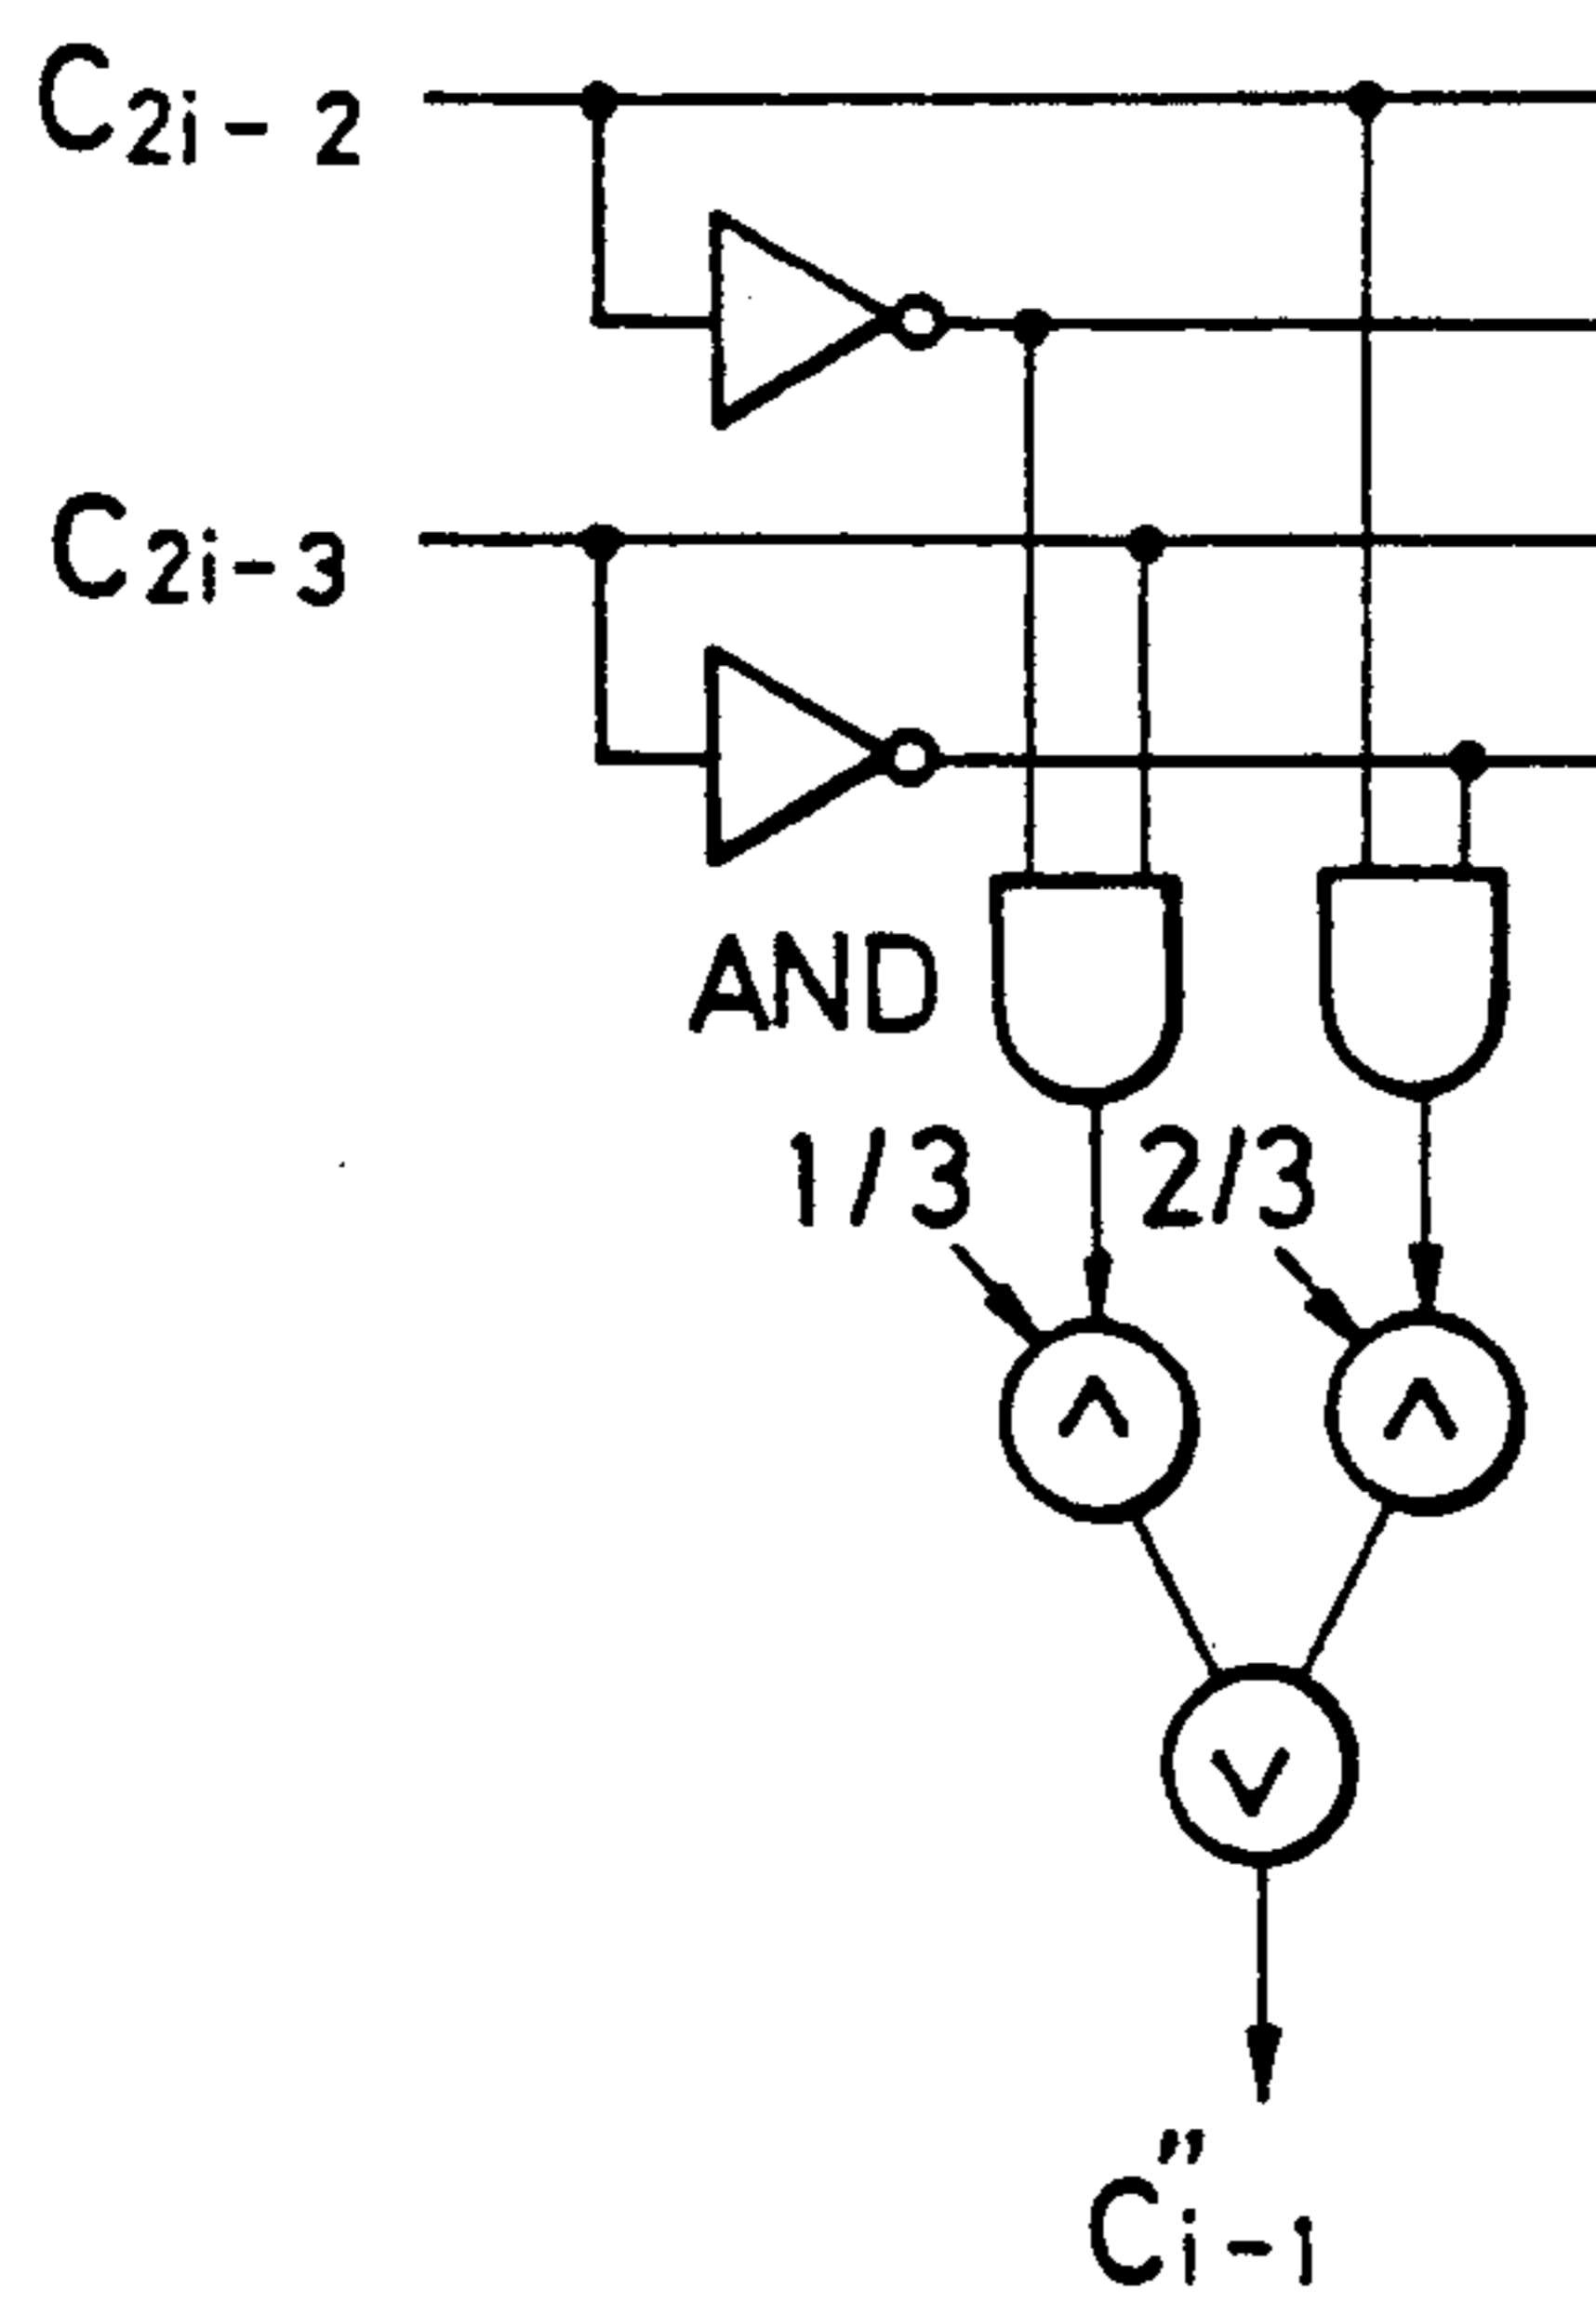 C2i-2
C2i-3
AND
1/3 2/3
∧ ∧
∨
C"i-1